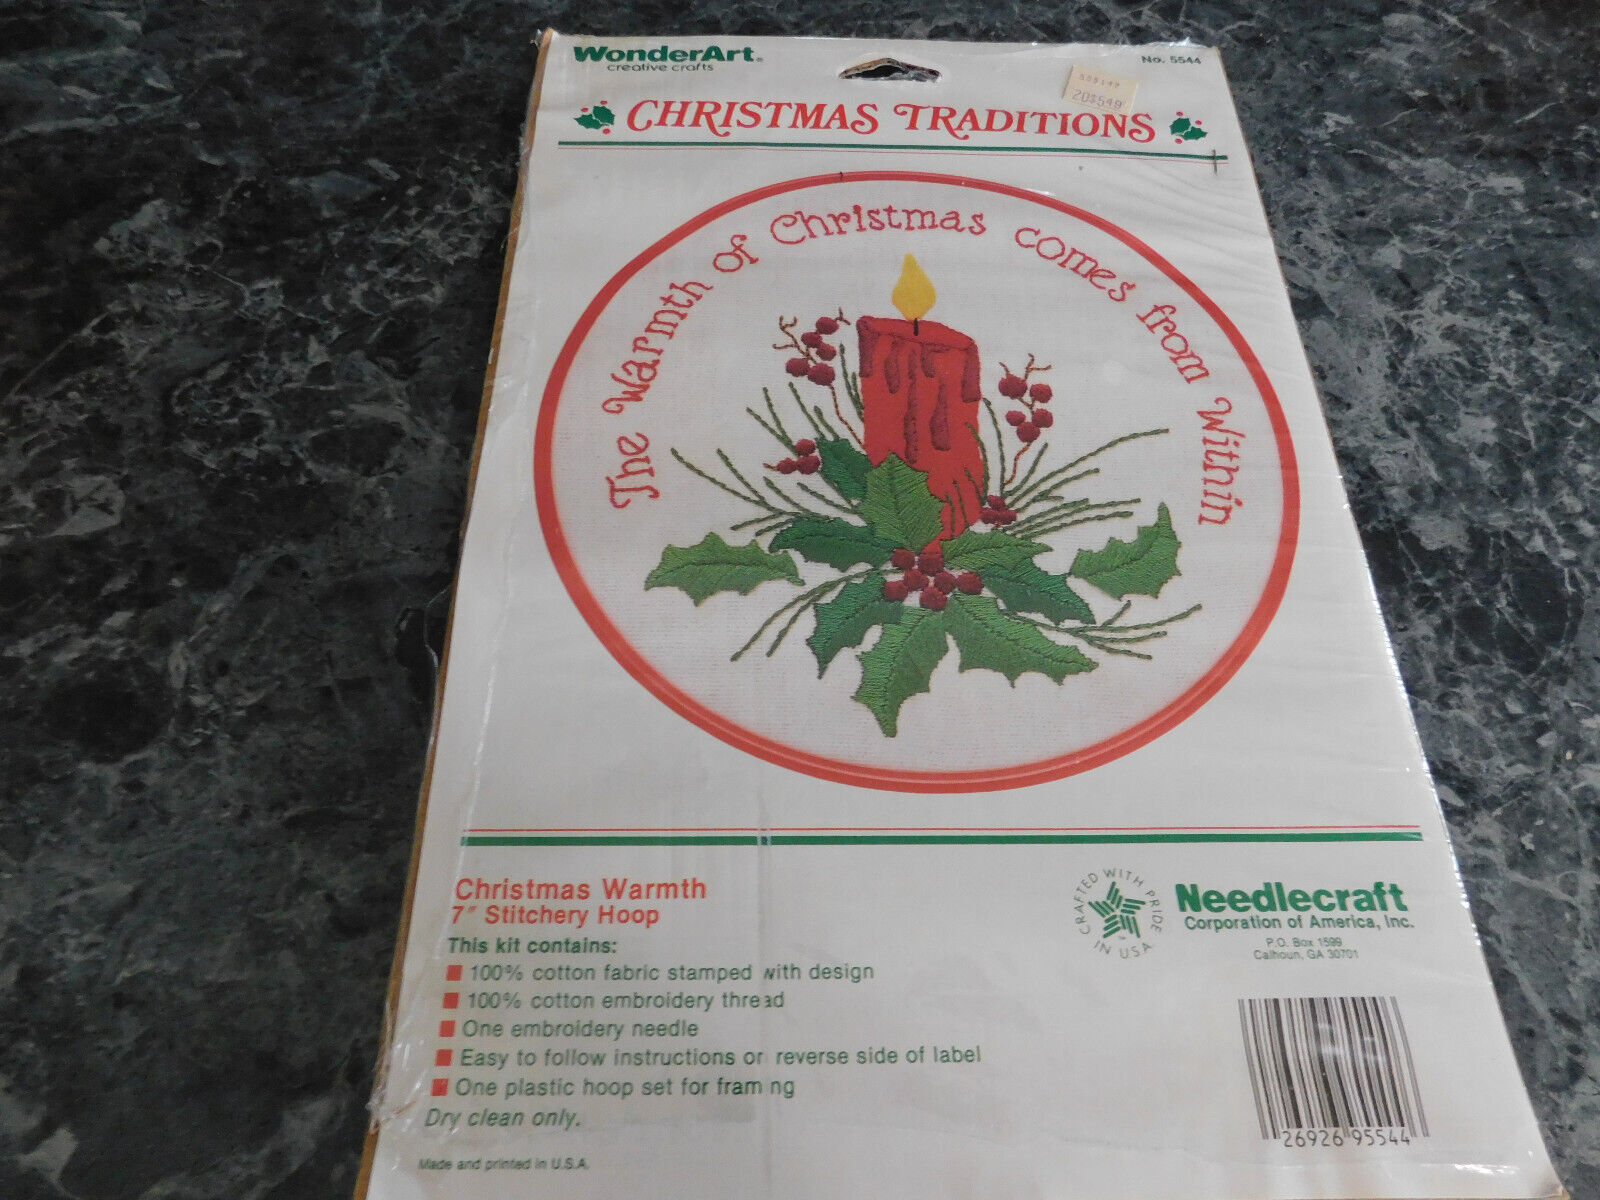 WonderArt®
creative crafts
No. 5544
20$5.49
CHRISTMAS TRADITIONS
The Warmth of Christmas comes from Within
Christmas Warmth
7" Stitchery Hoop
This kit contains:
100% cotton fabric stamped with design
100% cotton embroidery thread
One embroidery needle
Easy to follow instructions on reverse side of label
One plastic hoop set for framing
Dry clean only.
Made and printed in U.S.A.
CRAFTED WITH PRIDE IN U.S.A.
Needlecraft
Corporation of America, Inc.
P.O. Box 1599
Calhoun, GA 30701
26926 95544